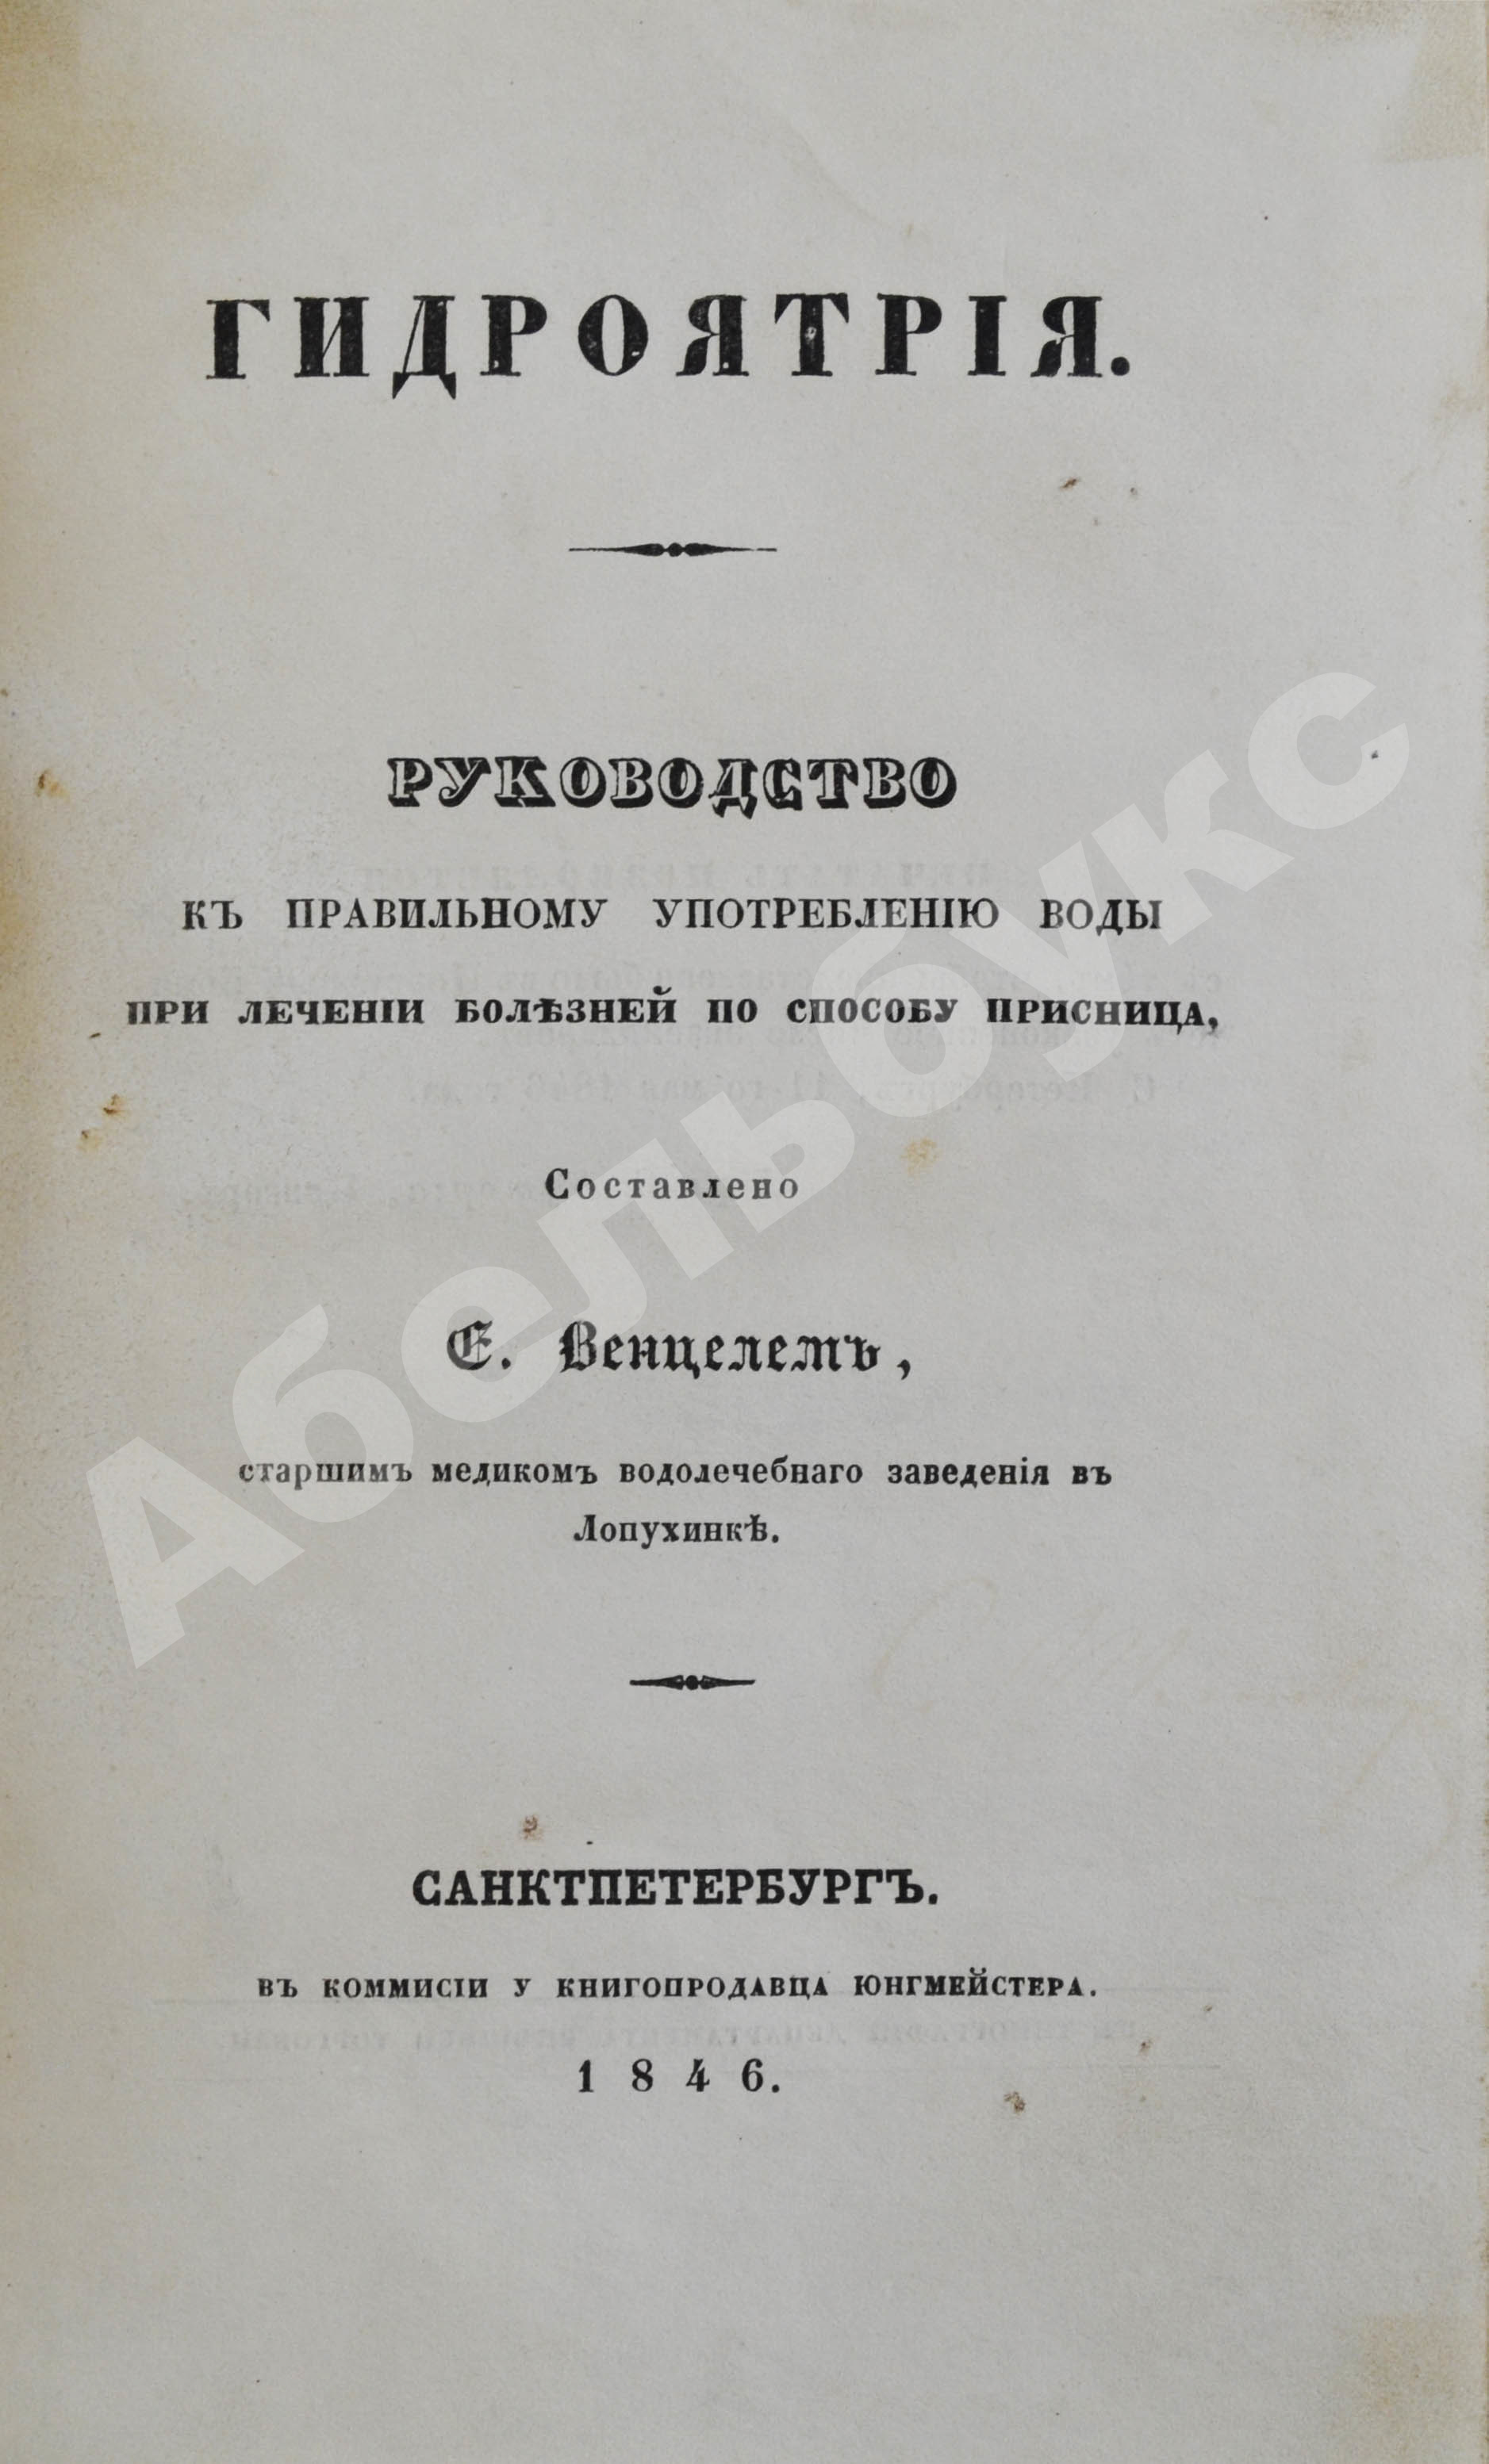 ГИДРОЯТРІЯ.
РУКОВОДСТВО
КЪ ПРАВИЛЬНОМУ УПОТРЕБЛЕНІЮ ВОДЫ
ПРИ ЛЕЧЕНІИ БОЛѢЗНЕЙ ПО СПОСОБУ ПРИСНИЦА,
Составлено
Е. Венцелемъ,
старшимъ медикомъ водолечебнаго заведенія въ
Лопухинкѣ.
САНКТПЕТЕРБУРГЪ.
ВЪ КОММИСІИ У КНИГОПРОДАВЦА ЮНГМЕЙСТЕРА.
1846.
Абельбукс